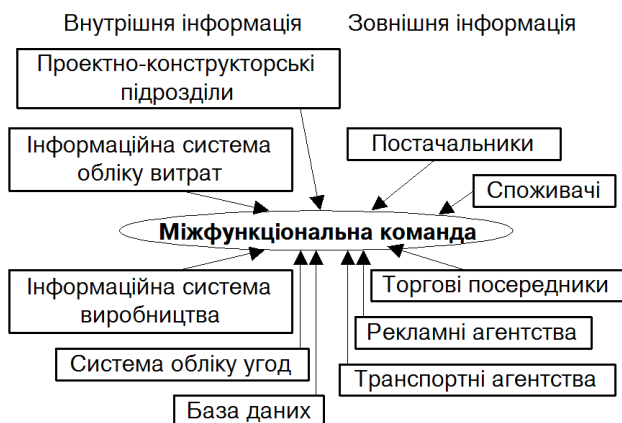 Внутрішня інформація
Зовнішня інформація
Проектно-конструкторські
підрозділи
Інформаційна система
обліку витрат
Постачальники
Споживачі
Міжфункціональна команда
Інформаційна система
виробництва
Торгові посередники
Рекламні агентства
Система обліку угод
Транспортні агентства
База даних